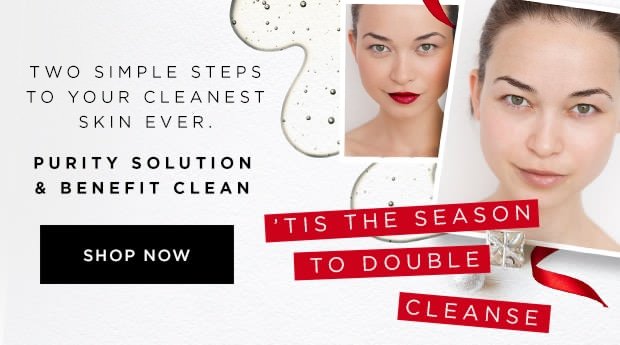 TWO SIMPLE STEPS
TO YOUR CLEANEST
SKIN EVER.
PURITY SOLUTION
& BENEFIT CLEAN
SHOP NOW
'TIS THE SEASON
TO DOUBLE
CLEANSE